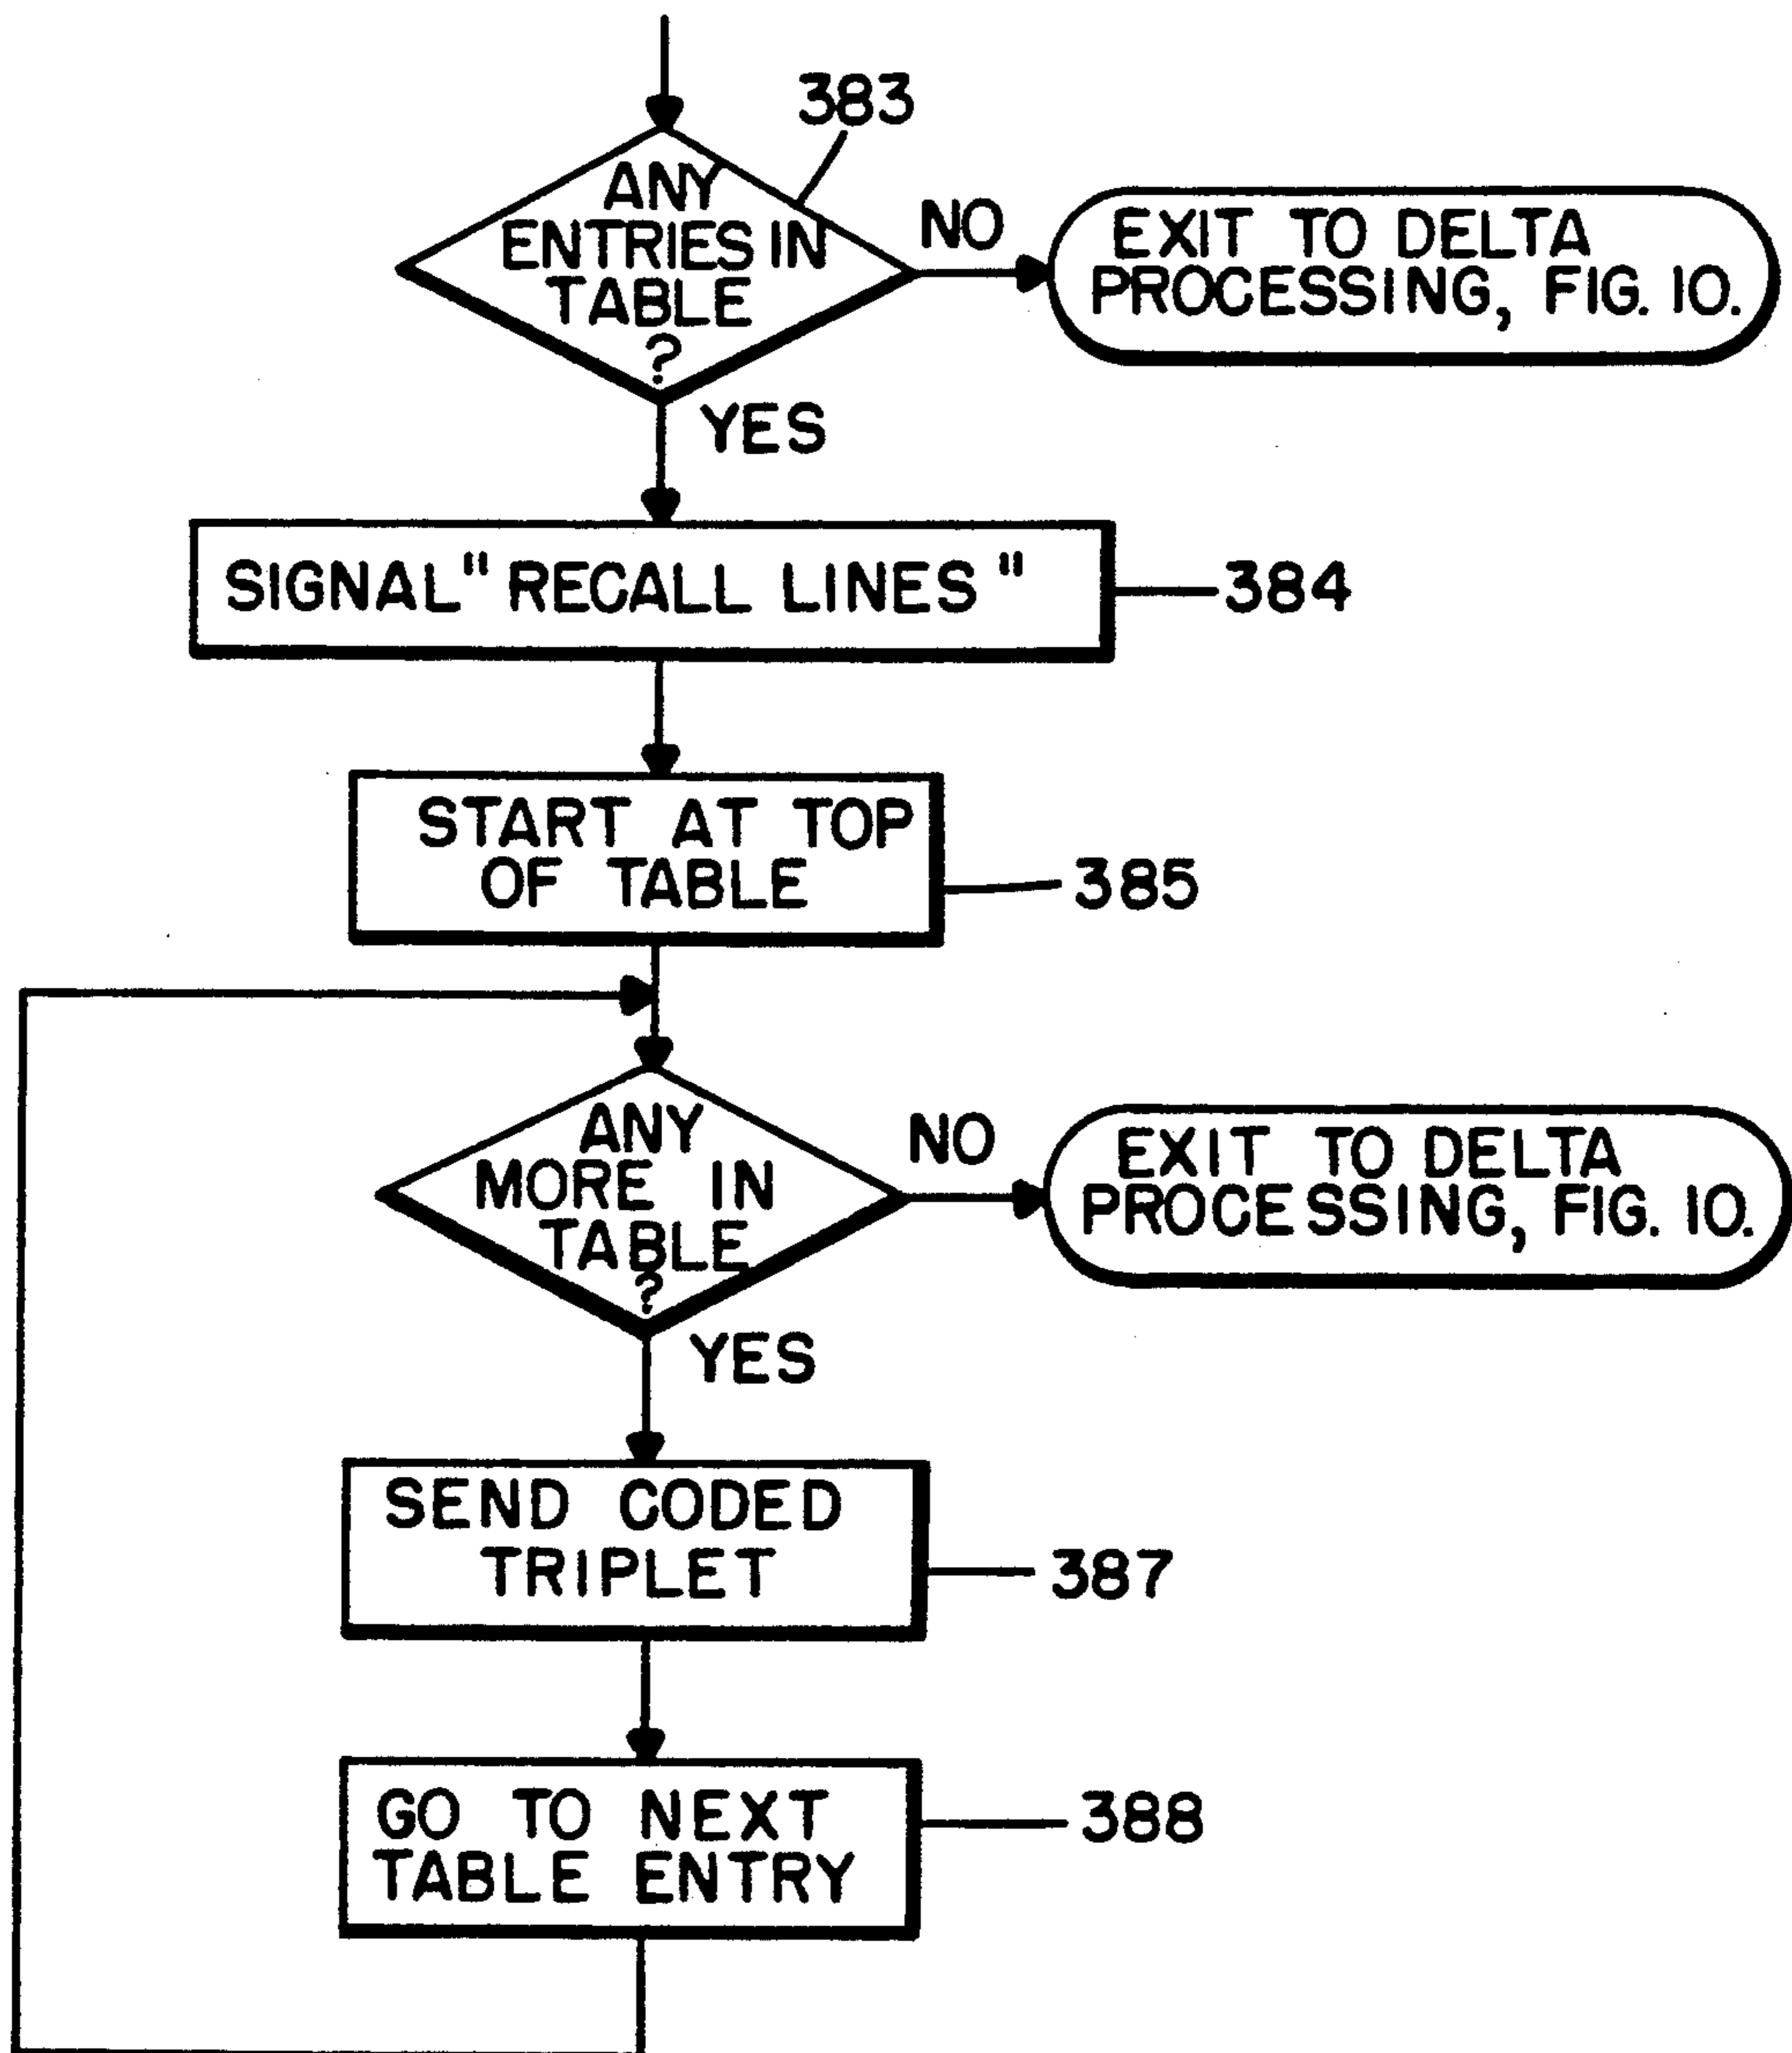 383
ANY
ENTRIES IN
TABLE
?
NO
EXIT TO DELTA
PROCESSING, FIG. 10.
YES
SIGNAL "RECALL LINES"
384
START AT TOP
OF TABLE
385
ANY
MORE IN
TABLE
?
NO
EXIT TO DELTA
PROCESSING, FIG. 10.
YES
SEND CODED
TRIPLET
387
GO TO NEXT
TABLE ENTRY
388